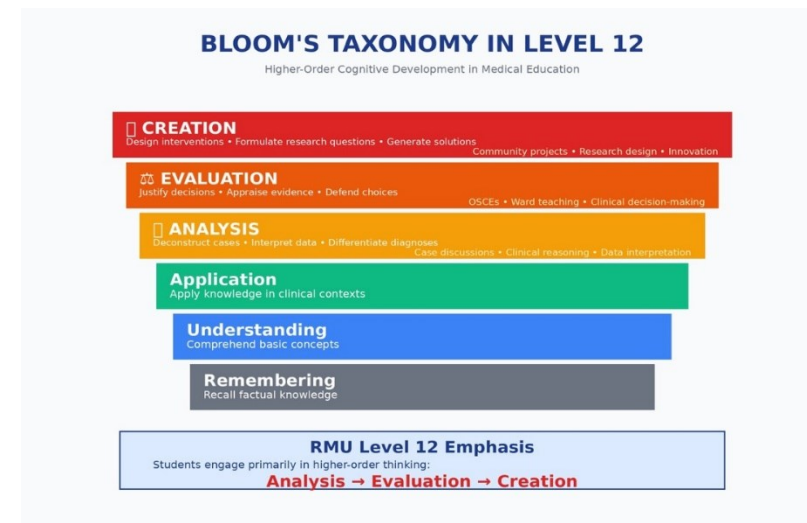 BLOOM'S TAXONOMY IN LEVEL 12
Higher-Order Cognitive Development in Medical Education
CREATION
Design interventions • Formulate research questions • Generate solutions
Community projects • Research design • Innovation
⚖ EVALUATION
Justify decisions • Appraise evidence • Defend choices
OSCEs • Ward teaching • Clinical decision-making
ANALYSIS
Deconstruct cases • Interpret data • Differentiate diagnoses
Case discussions • Clinical reasoning • Data interpretation
Application
Apply knowledge in clinical contexts
Understanding
Comprehend basic concepts
Remembering
Recall factual knowledge
RMU Level 12 Emphasis
Students engage primarily in higher-order thinking:
Analysis → Evaluation → Creation